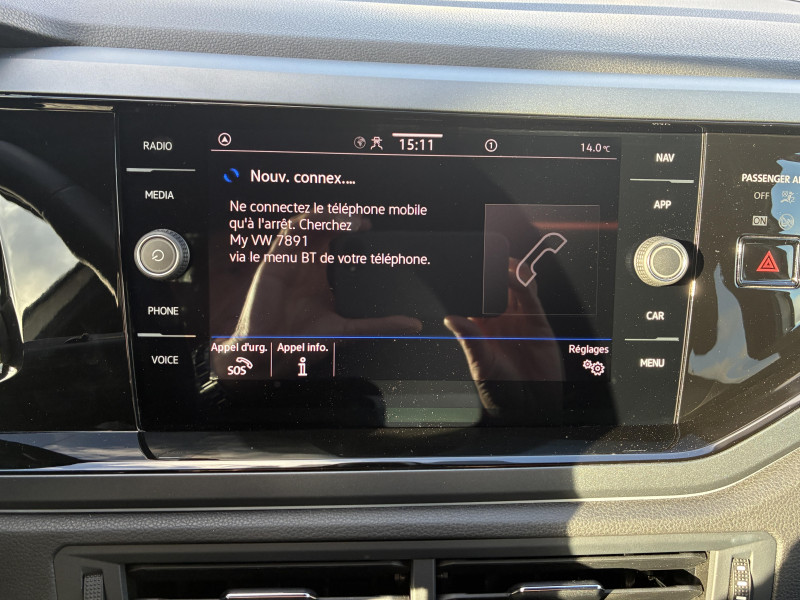 RADIO
MEDIA
PHONE
VOICE
15:11
1
14.0°C
Nouv. connex....
Ne connectez le téléphone mobile
qu'à l'arrêt. Cherchez
My VW 7891
via le menu BT de votre téléphone.
Appel d'urg.
SOS
Appel info.
i
Réglages
NAV
APP
CAR
MENU
PASSENGER
OFF
ON